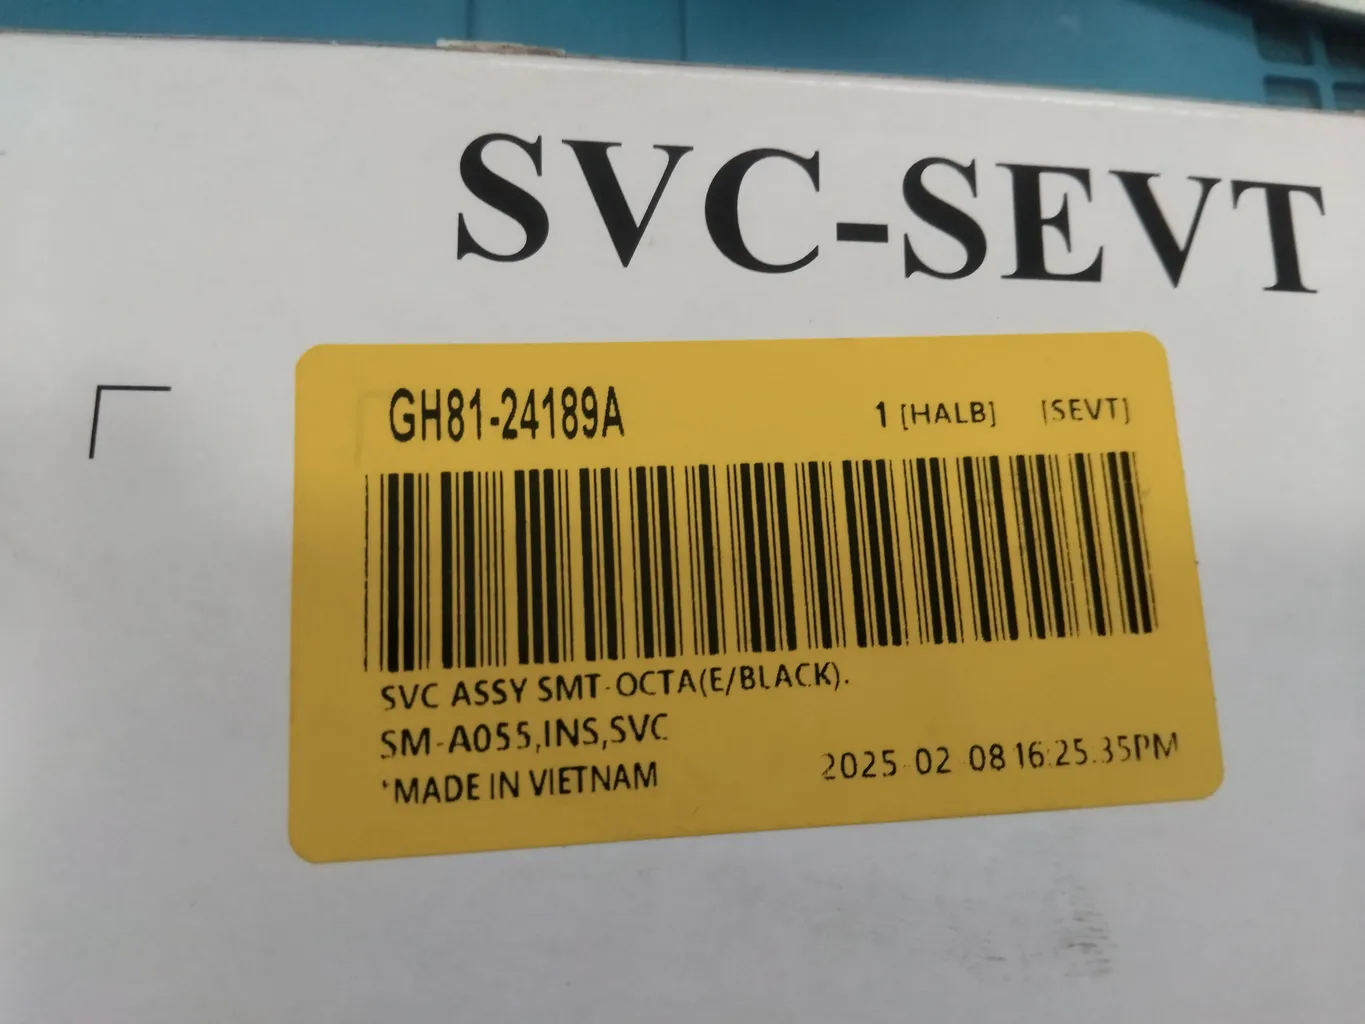 SVC-SEVT
GH81-24189A 1 [HALB] [SEVT]
SVC ASSY SMT-OCTA(E/BLACK).
SM-A055,INS,SVC
*MADE IN VIETNAM 2025-02-08 16:25:35PM